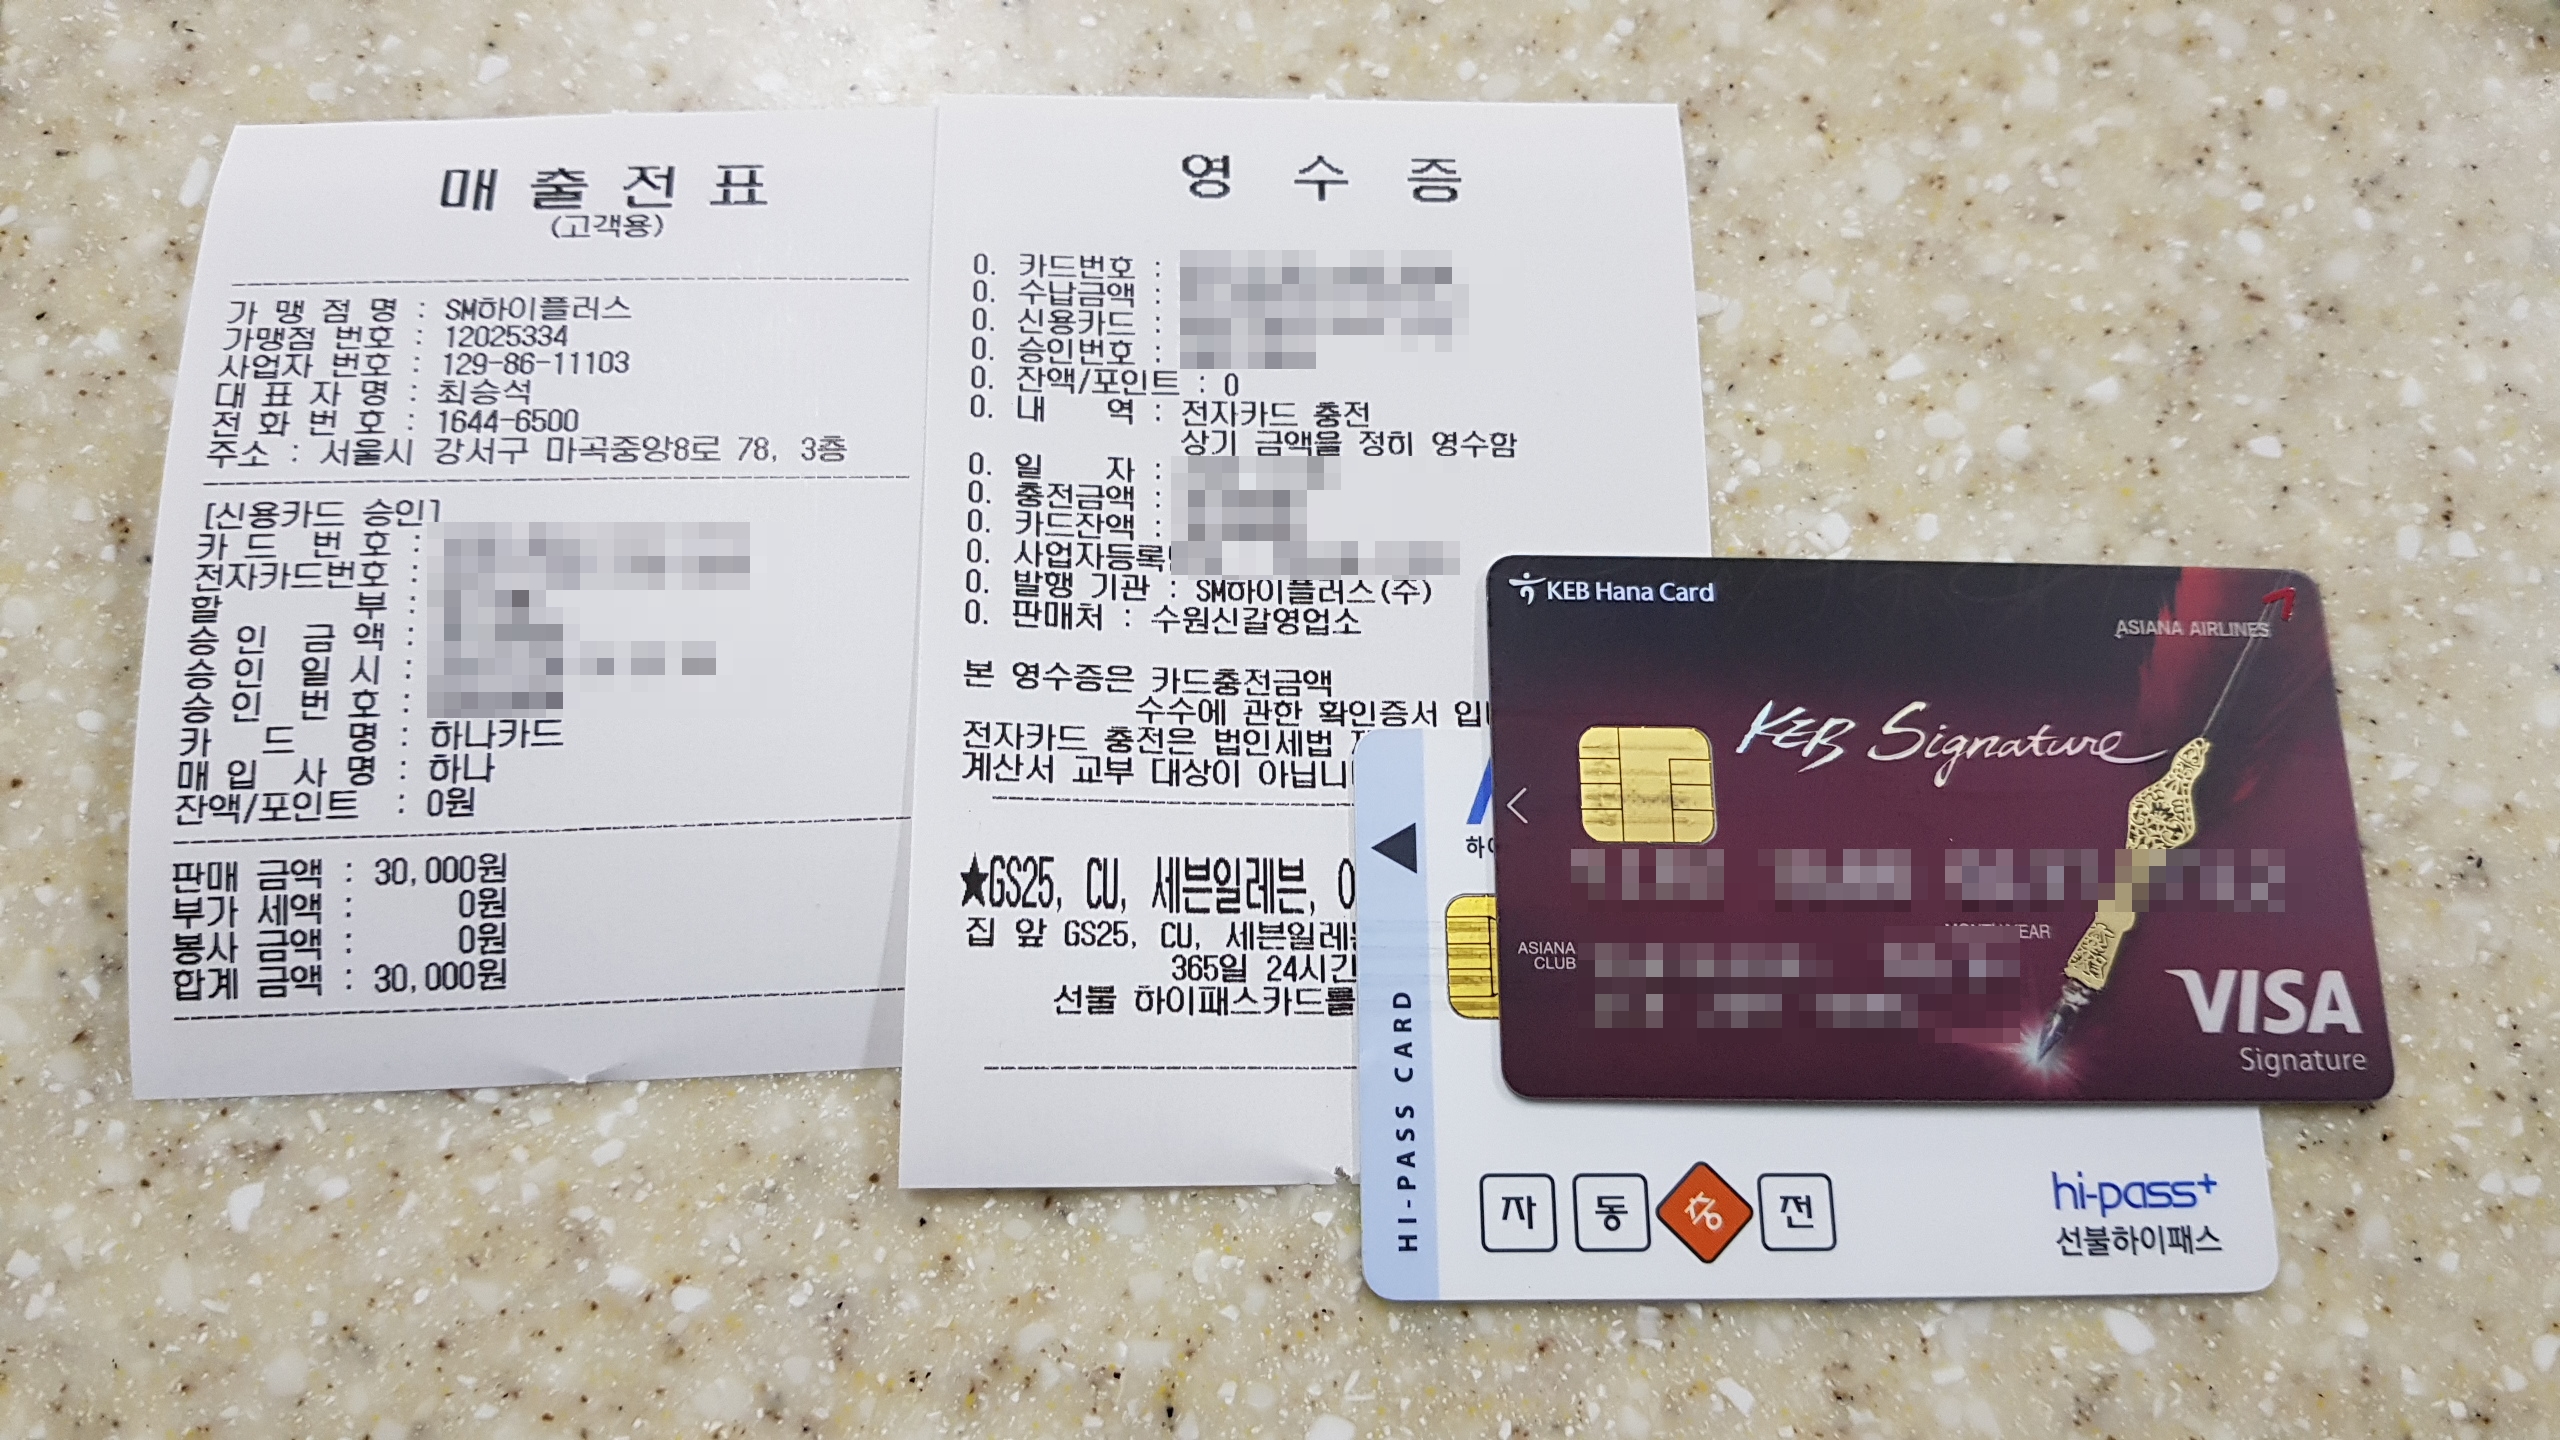 매출전표
(고객용)
가 맹 점 명 : SM하이플러스
가맹점 번호 : 12025334
사업자 번호 : 129-86-11103
대 표 자 명 : 최승석
전 화 번 호 : 1644-6500
주소 : 서울시 강서구 마곡중앙8로 78, 3층
[신용카드 승인]
카 드 번 호 :
전자카드번호 :
할 부 :
승 인 금 액 :
승 인 일 시 :
승 인 번 호 :
카 드 명 : 하나카드
매 입 사 명 : 하나
잔액/포인트 : 0원
판매 금액 : 30,000원
부가 세액 : 0원
봉사 금액 : 0원
합계 금액 : 30,000원
영 수 증
0. 카드번호 :
0. 수납금액 :
0. 신용카드 :
0. 승인번호 :
0. 잔액/포인트 : 0
0. 내 역 : 전자카드 충전
상기 금액을 정히 영수함
0. 일 자 :
0. 충전금액 :
0. 카드잔액 :
0. 사업자등록
0. 발행 기관 : SM하이플러스(주)
0. 판매처 : 수원신갈영업소
본 영수증은 카드충전금액
수수에 관한 확인증서 입
전자카드 충전은 법인세법
계산서 교부 대상이 아닙니
★GS25, CU, 세븐일레븐,
집 앞 GS25, CU, 세븐일레
365일 24시간
선불 하이패스카드를
KEB Hana Card
ASIANA AIRLINES
KEB Signature
ASIANA
CLUB
VISA
Signature
HI-PASS CARD
자동충전
hi-pass+
선불하이패스